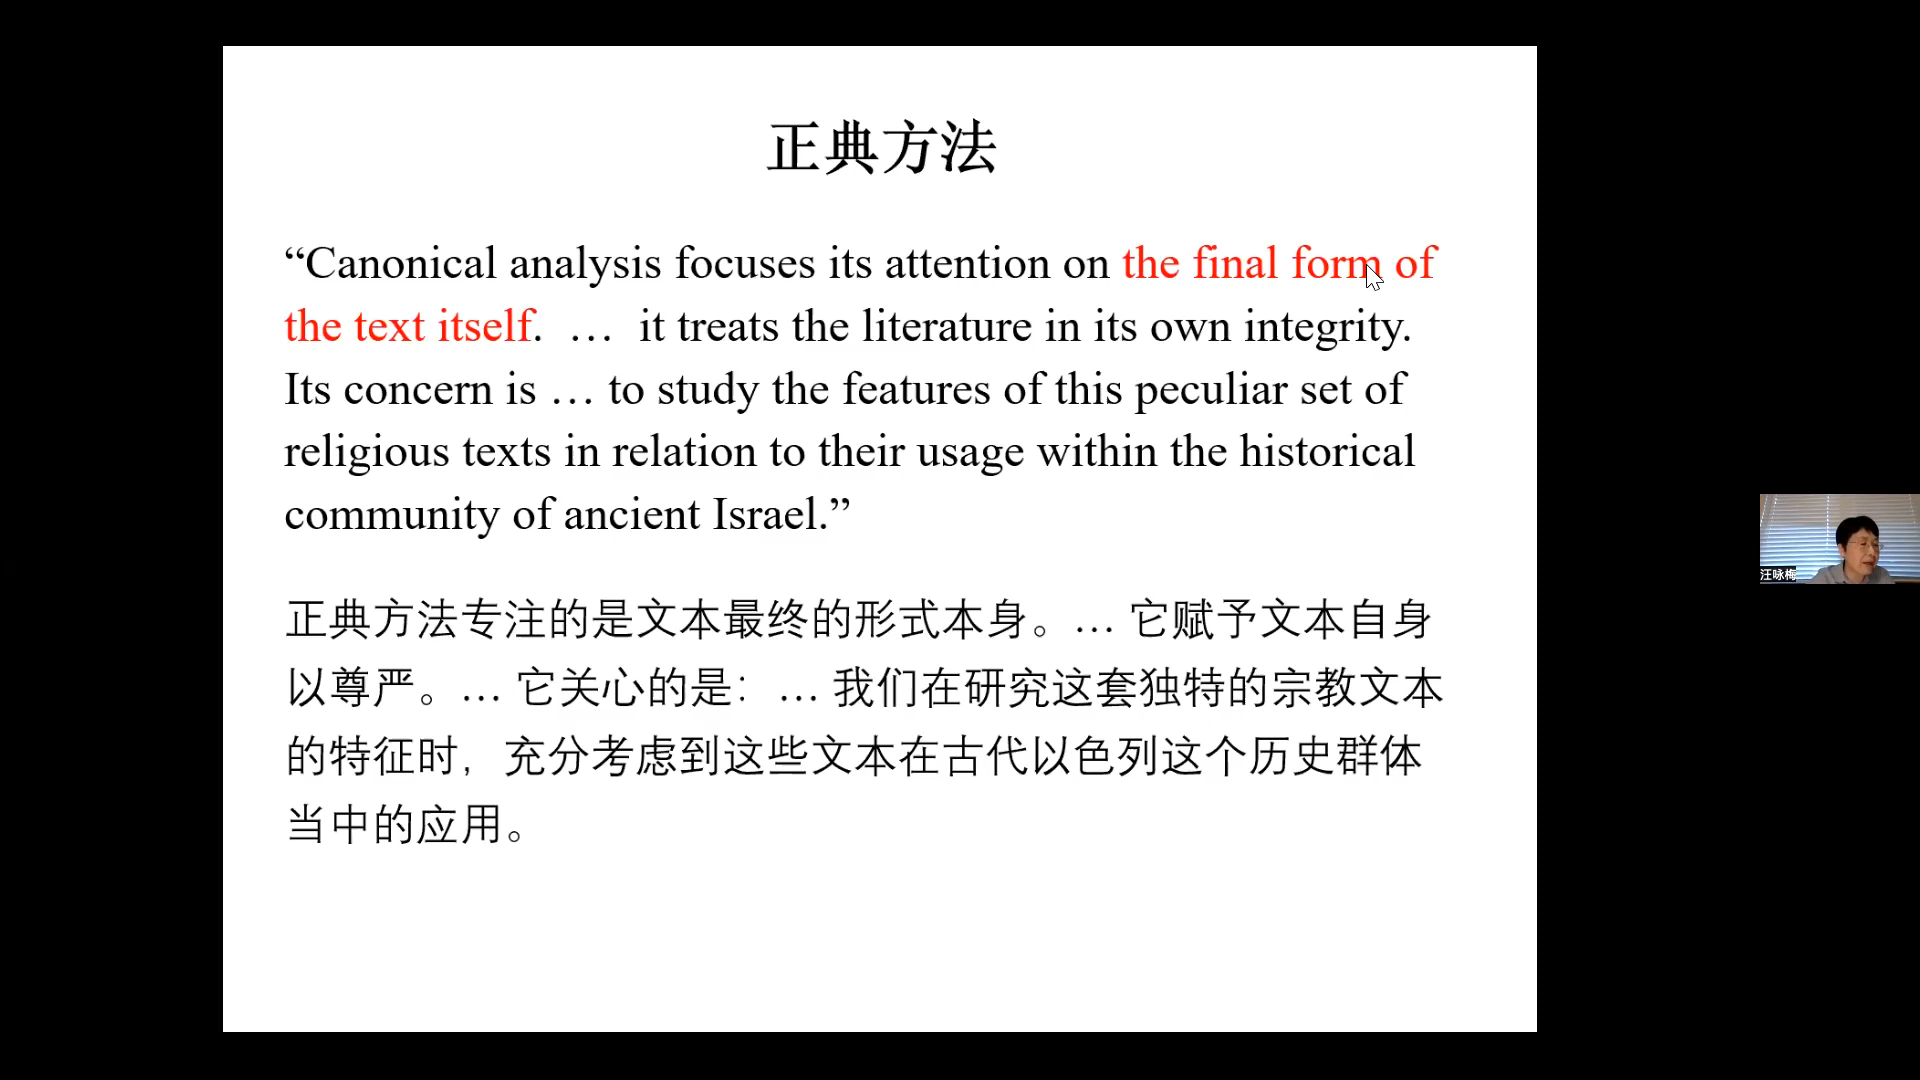 正典方法
“Canonical analysis focuses its attention on the final form of
the text itself.  …  it treats the literature in its own integrity.
Its concern is … to study the features of this peculiar set of
religious texts in relation to their usage within the historical
community of ancient Israel.”
正典方法专注的是文本最终的形式本身。… 它赋予文本自身
以尊严。… 它关心的是：… 我们在研究这套独特的宗教文本
的特征时，充分考虑到这些文本在古代以色列这个历史群体
当中的应用。
汪咏梅